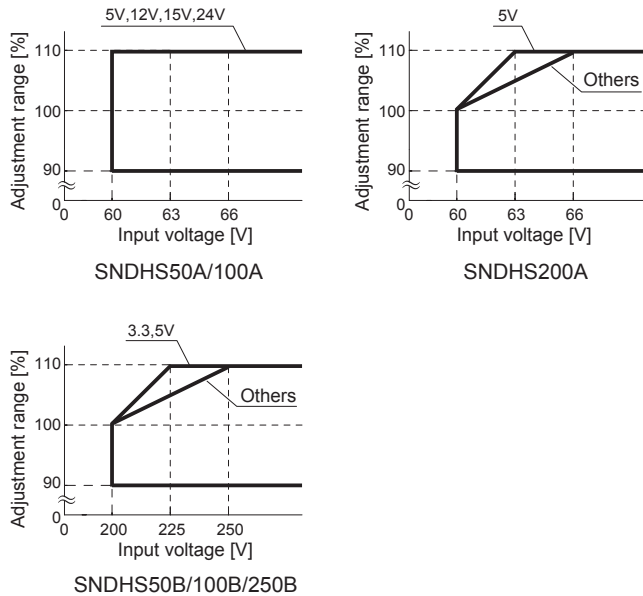 5V,12V,15V,24V
Adjustment range [%]
110
100
90
0
0 60 63 66
Input voltage [V]
SNDHS50A/100A
5V
Others
Adjustment range [%]
110
100
90
0
0 60 63 66
Input voltage [V]
SNDHS200A
3.3,5V
Others
Adjustment range [%]
110
100
90
0
0 200 225 250
Input voltage [V]
SNDHS50B/100B/250B